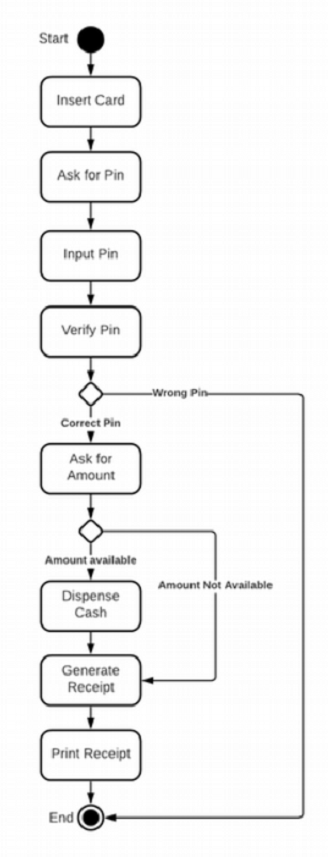 Start
Insert Card
Ask for Pin
Input Pin
Verify Pin
Wrong Pin
Correct Pin
Ask for
Amount
Amount available
Amount Not Available
Dispense
Cash
Generate
Receipt
Print Receipt
End